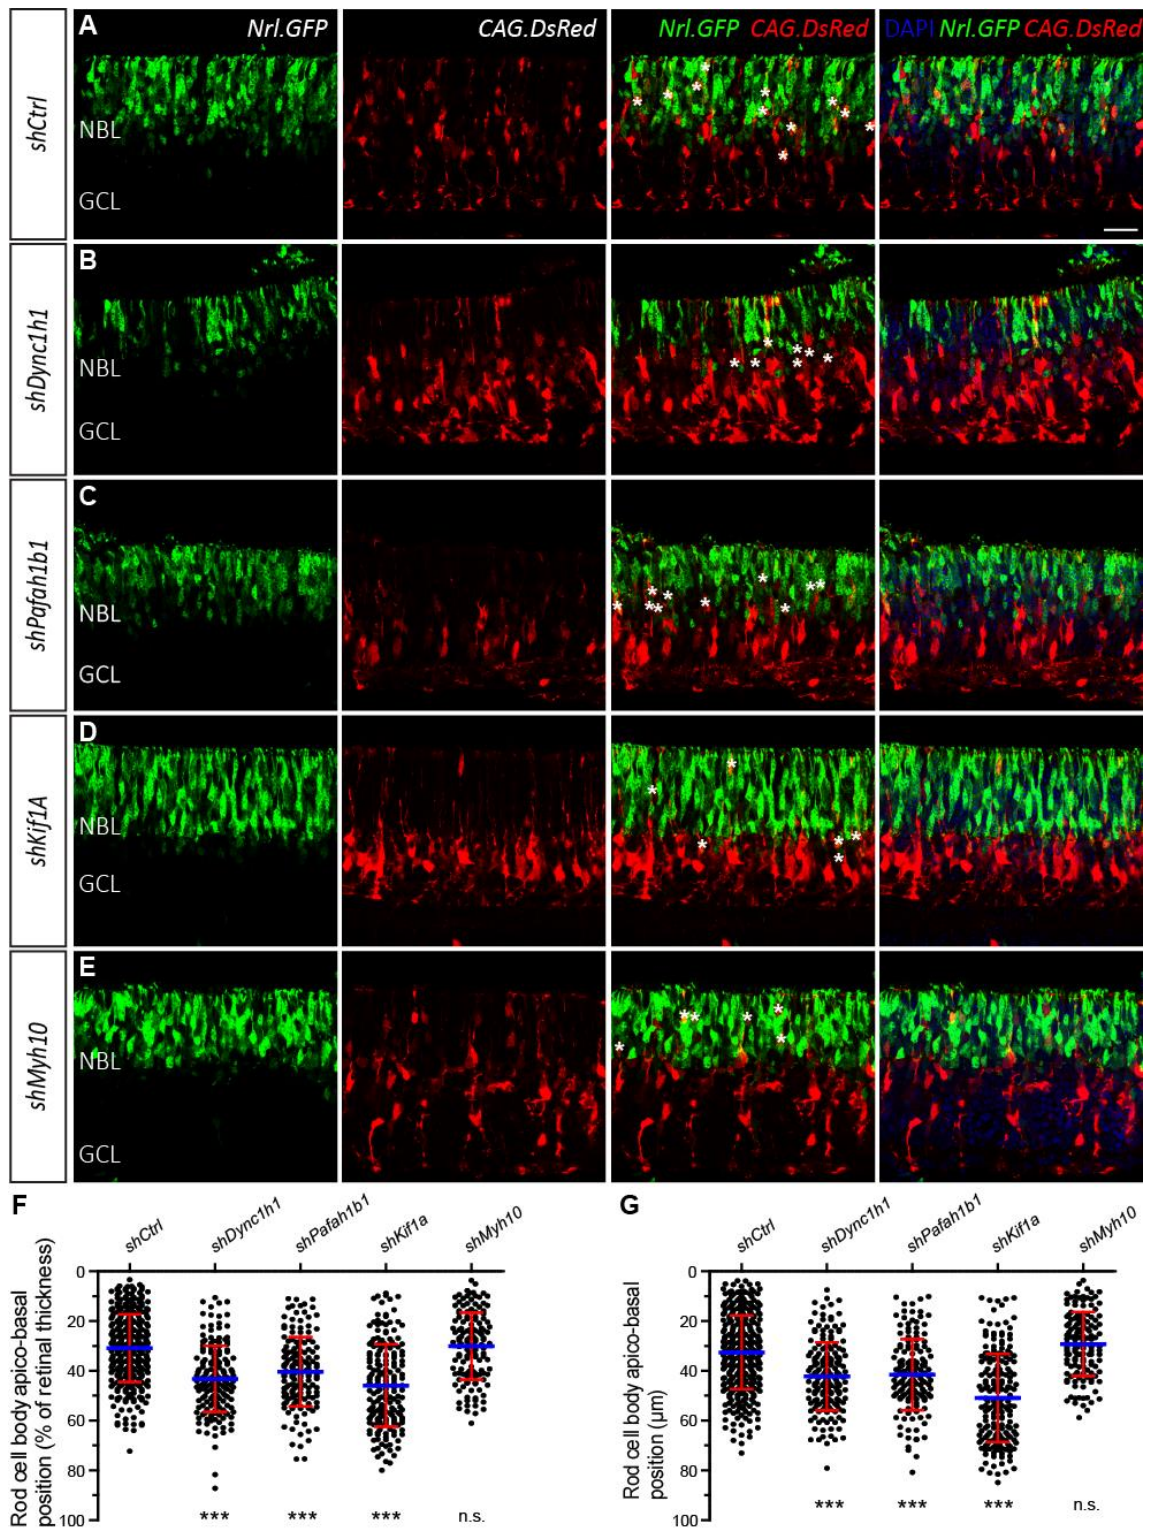 A
Nrl.GFP
CAG.DsRed
Nrl.GFP CAG.DsRed
DAPI Nrl.GFP CAG.DsRed
shCtrl
NBL
GCL
B
shDync1h1
NBL
GCL
C
shPafah1b1
NBL
GCL
D
shKif1A
NBL
GCL
E
shMyh10
NBL
GCL
F
shCtrl
shDync1h1
shPafah1b1
shKif1a
shMyh10
Rod cell body apico-basal
position (% of retinal thickness)
0
20
40
60
80
100
***
***
***
n.s.
G
shCtrl
shDync1h1
shPafah1b1
shKif1a
shMyh10
Rod cell body apico-basal
position (µm)
0
20
40
60
80
100
***
***
***
n.s.